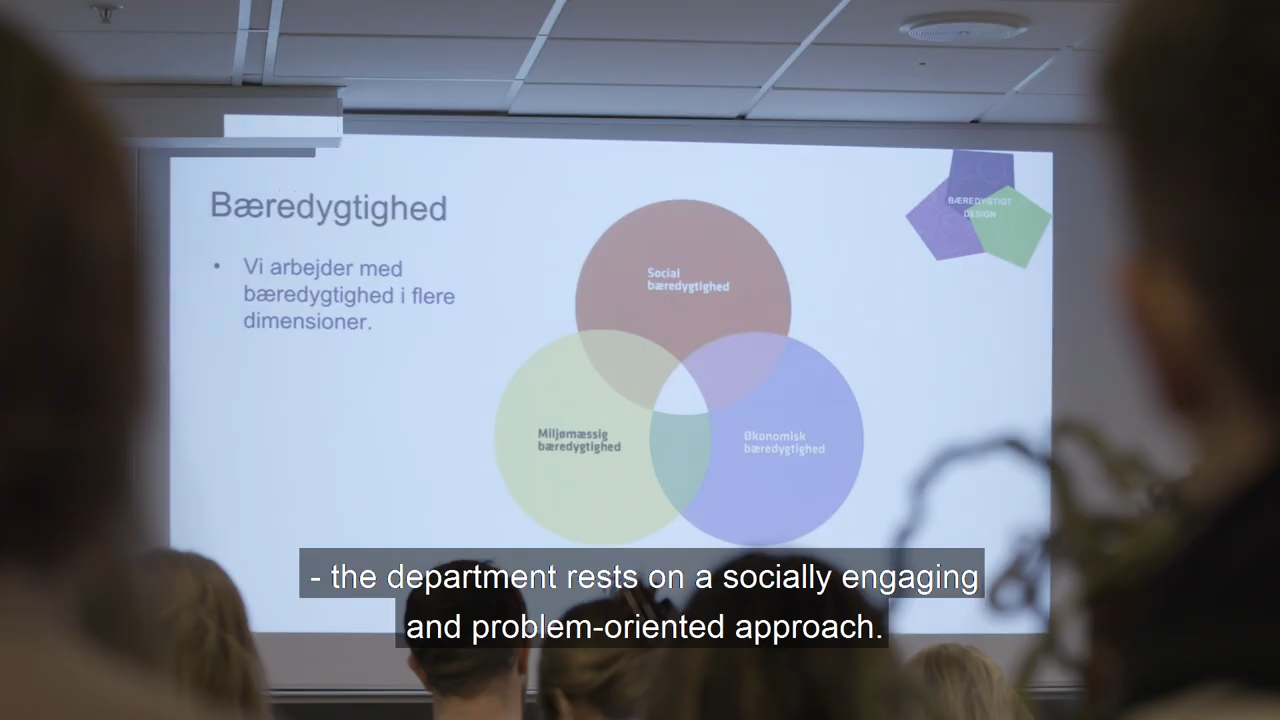 Bæredygtighed
• Vi arbejder med
bæredygtighed i flere
dimensioner.
BÆREDYGTIGT
DESIGN
Social
bæredygtighed
Miljømæssig
bæredygtighed
Økonomisk
bæredygtighed
- the department rests on a socially engaging
and problem-oriented approach.